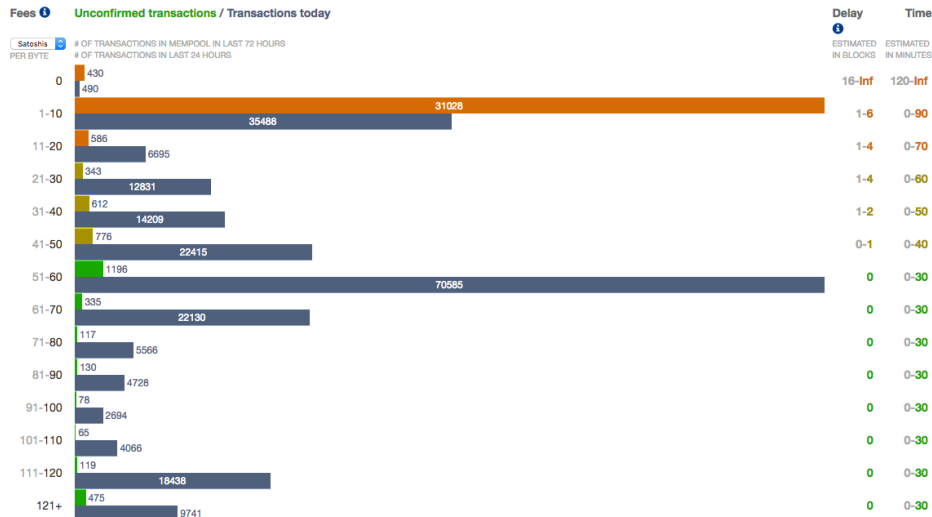 Fees i Unconfirmed transactions / Transactions today Delay Time
i
Satoshis # OF TRANSACTIONS IN MEMPOOL IN LAST 72 HOURS ESTIMATED ESTIMATED
PER BYTE # OF TRANSACTIONS IN LAST 24 HOURS IN BLOCKS IN MINUTES
430
0 16-Inf 120-Inf
490
31028
1-10 1-6 0-90
35488
586
11-20 1-4 0-70
6695
343
21-30 1-4 0-60
12831
612
31-40 1-2 0-50
14209
776
41-50 0-1 0-40
22415
1196
51-60 0 0-30
70585
335
61-70 0 0-30
22130
117
71-80 0 0-30
5566
130
81-90 0 0-30
4728
78
91-100 0 0-30
2694
65
101-110 0 0-30
4066
119
111-120 0 0-30
18438
475
121+ 0 0-30
9741